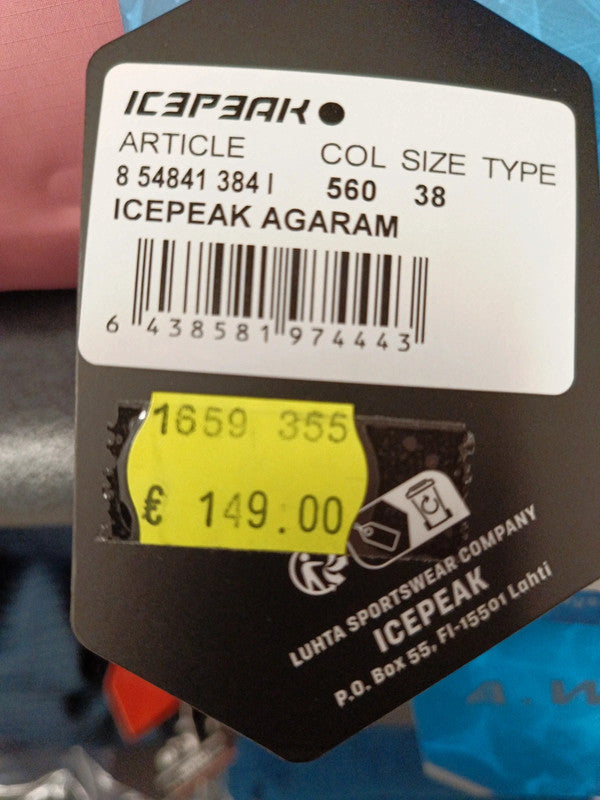 ICEPEAK
ARTICLE COL SIZE TYPE
8 54841 384 I 560 38
ICEPEAK AGARAM
6 438581 974443
1659 355
€ 149.00
LUHTA SPORTSWEAR COMPANY
ICEPEAK
P.O. Box 55, FI-15501 Lahti
A.W